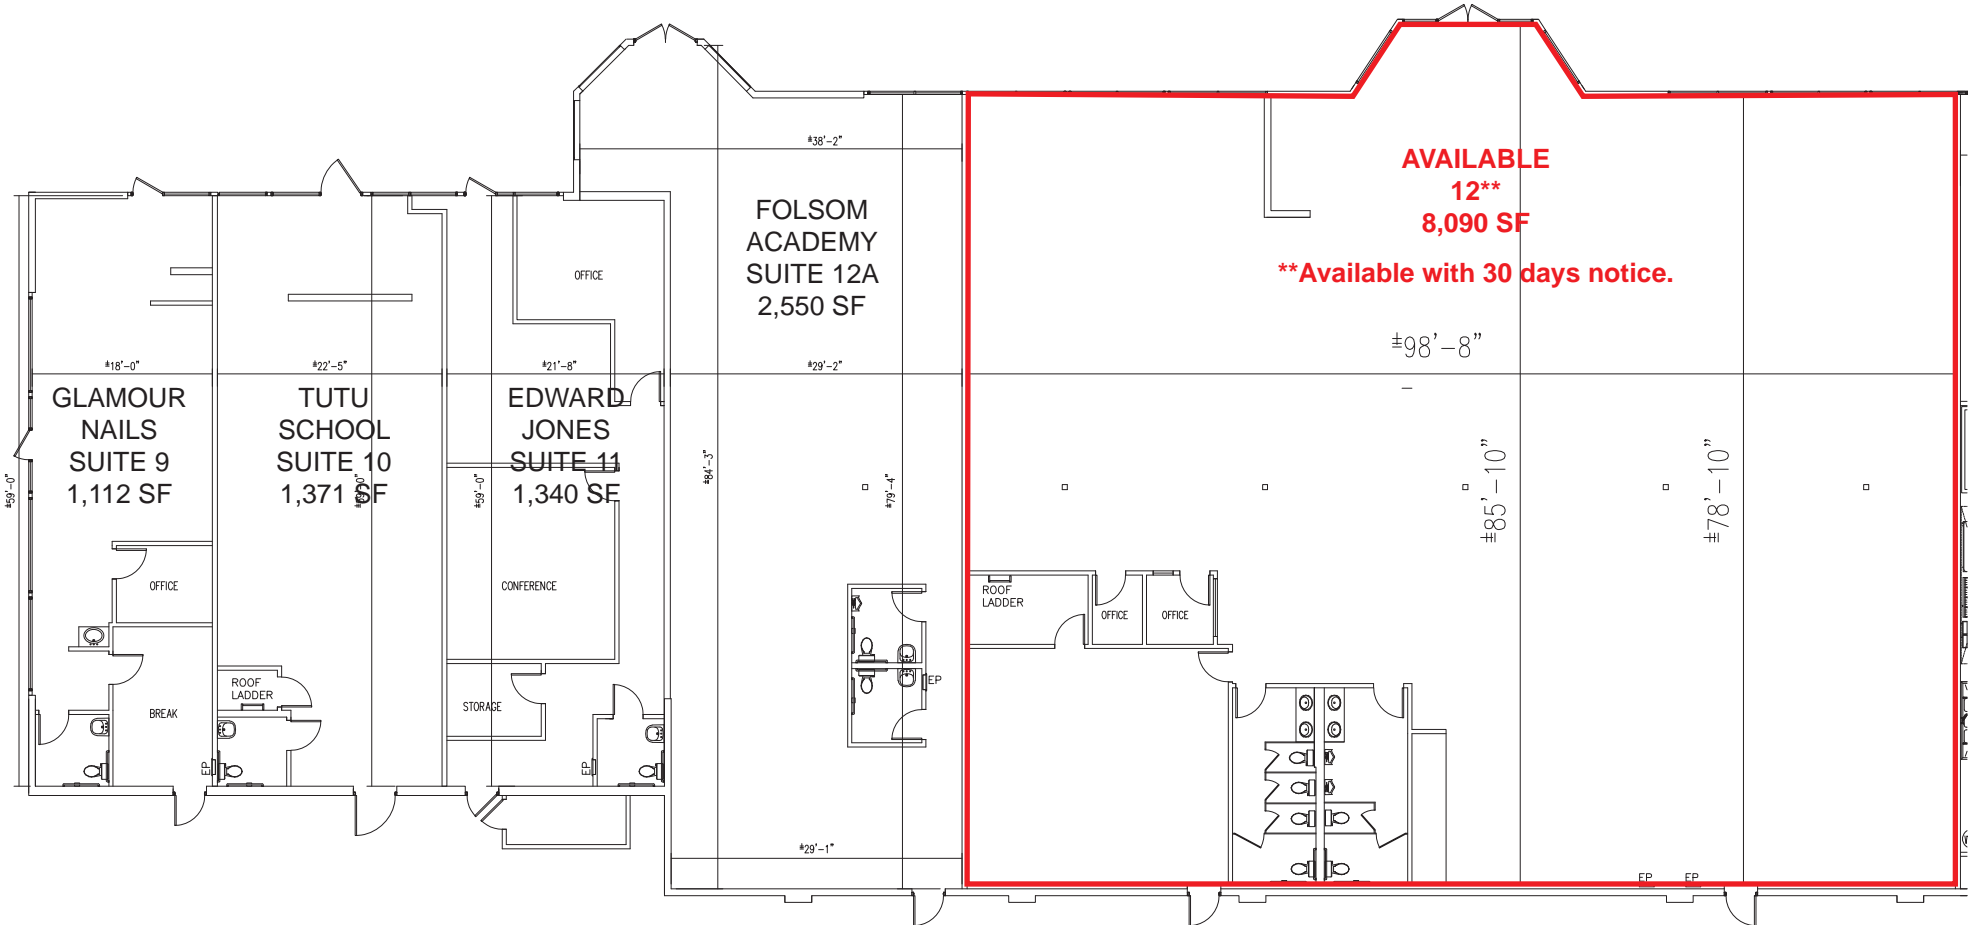 ±38'-2"
AVAILABLE
12**
8,090 SF
**Available with 30 days notice.
FOLSOM
ACADEMY
SUITE 12A
2,550 SF
OFFICE
±98'-8"
±18'-0"
±22'-5"
±21'-8"
±29'-2"
GLAMOUR
NAILS
SUITE 9
1,112 SF
TUTU
SCHOOL
SUITE 10
1,371 SF
EDWARD
JONES
SUITE 11
1,340 SF
±59'-0"
±59'-0"
±84'-3"
±79'-4"
±85'-10"
±78'-10"
OFFICE
CONFERENCE
ROOF
LADDER
OFFICE
OFFICE
ROOF
LADDER
BREAK
STORAGE
EP
EP
EP
±29'-1"
EP
EP